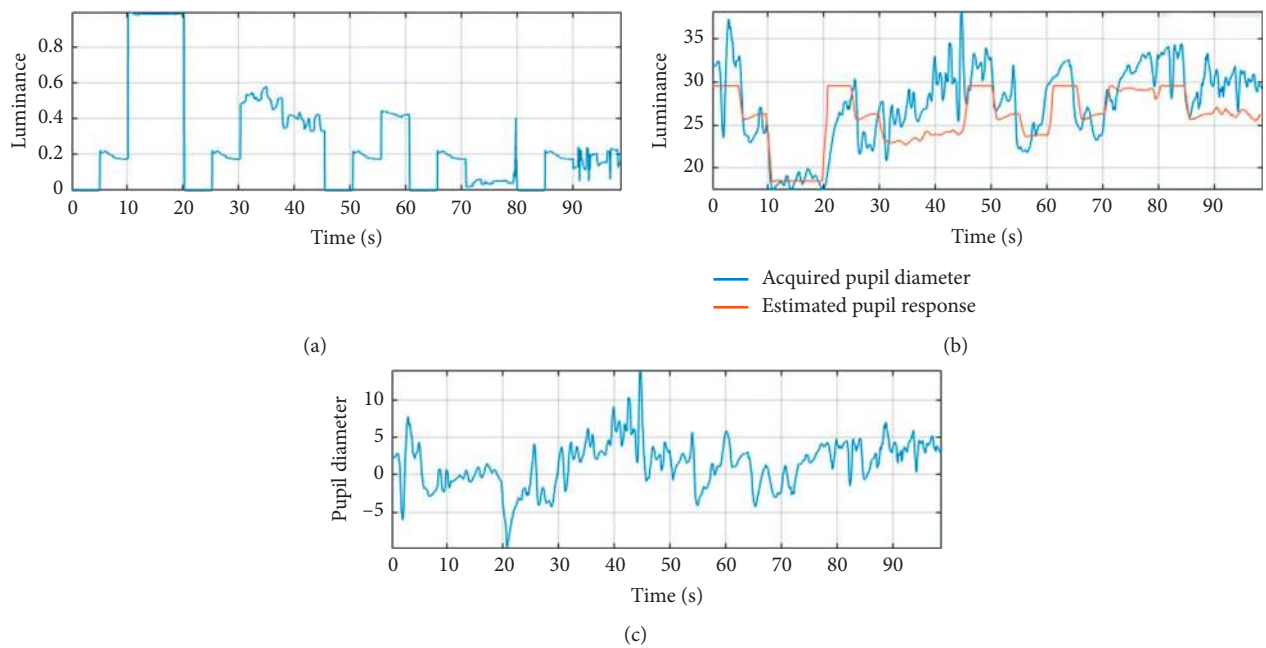 Luminance
0.8
0.6
0.4
0.2
0
0 10 20 30 40 50 60 70 80 90
Time (s)
(a)
Luminance
35
30
25
20
0 10 20 30 40 50 60 70 80 90
Time (s)
Acquired pupil diameter
Estimated pupil response
(b)
Pupil diameter
10
5
0
−5
0 10 20 30 40 50 60 70 80 90
Time (s)
(c)